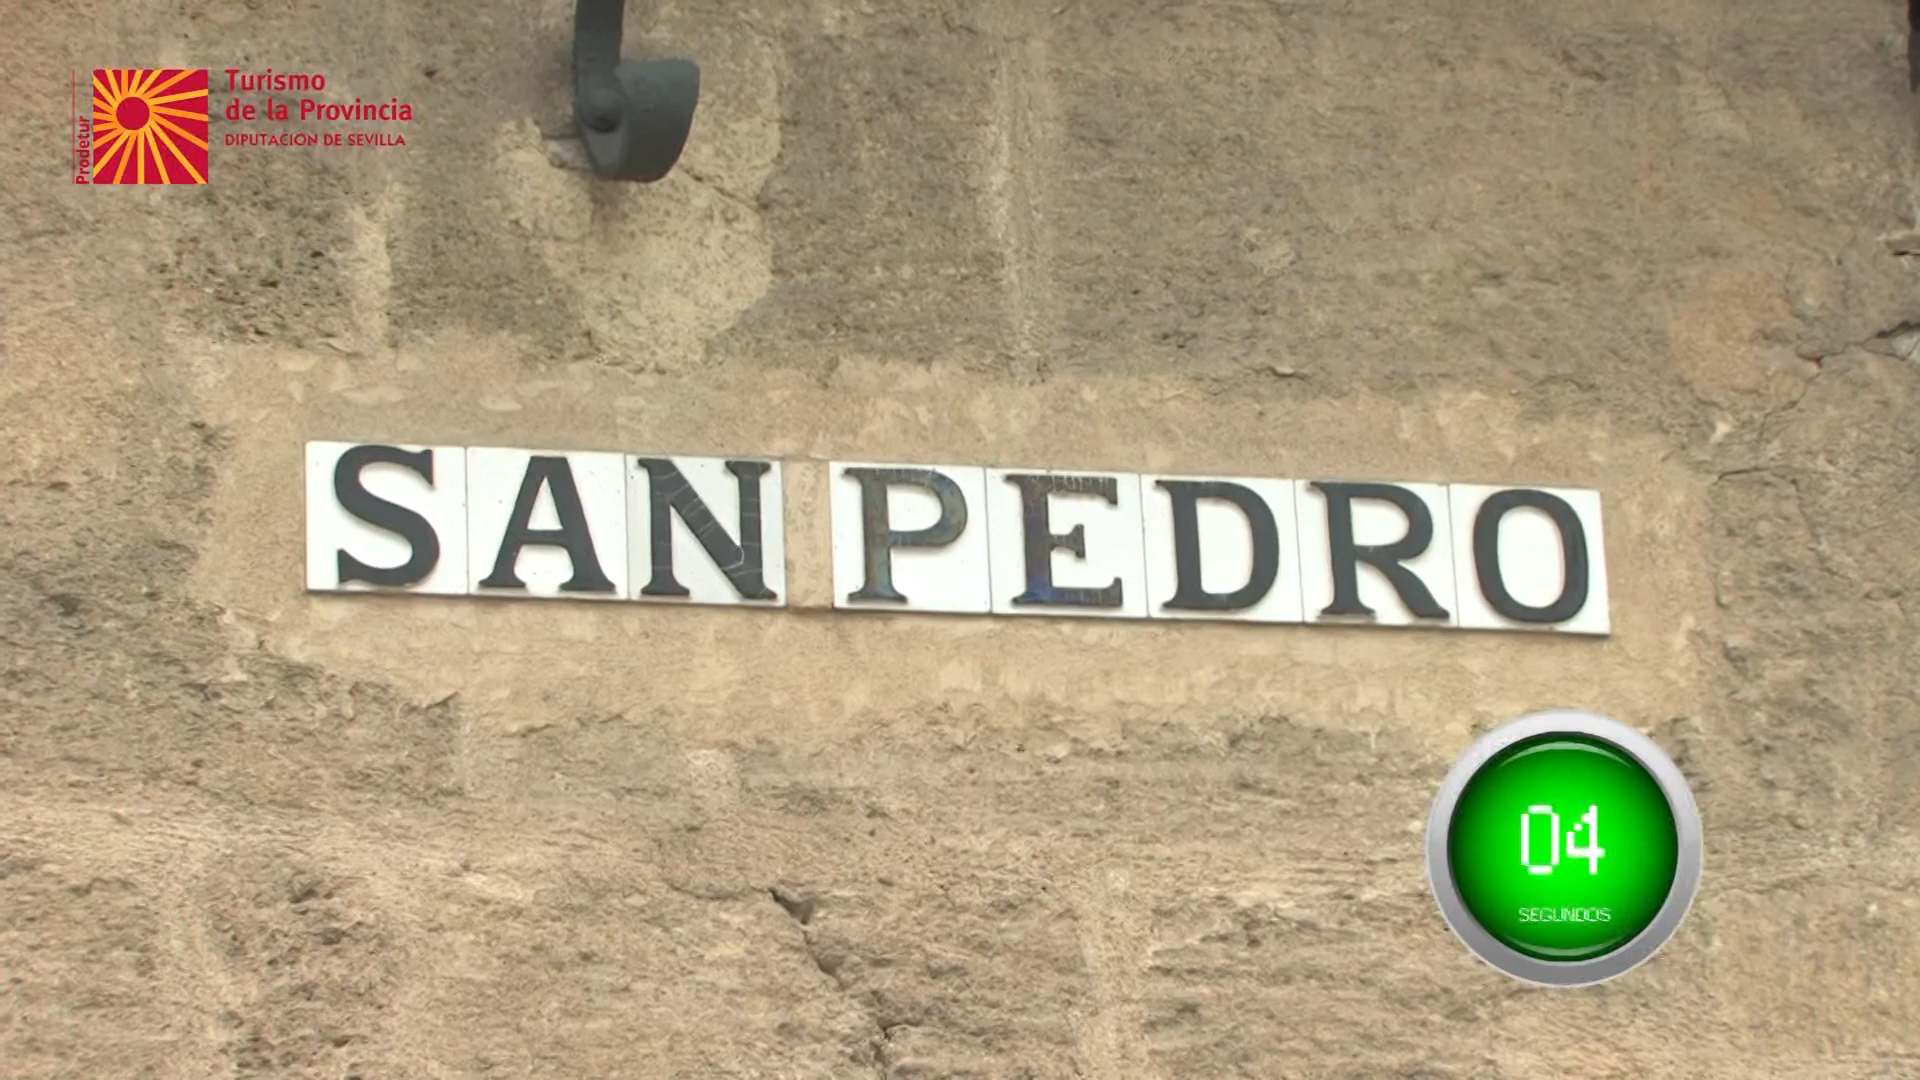 Prodetur
Turismo
de la Provincia
DIPUTACION DE SEVILLA
SAN PEDRO
04
SEGUNDOS